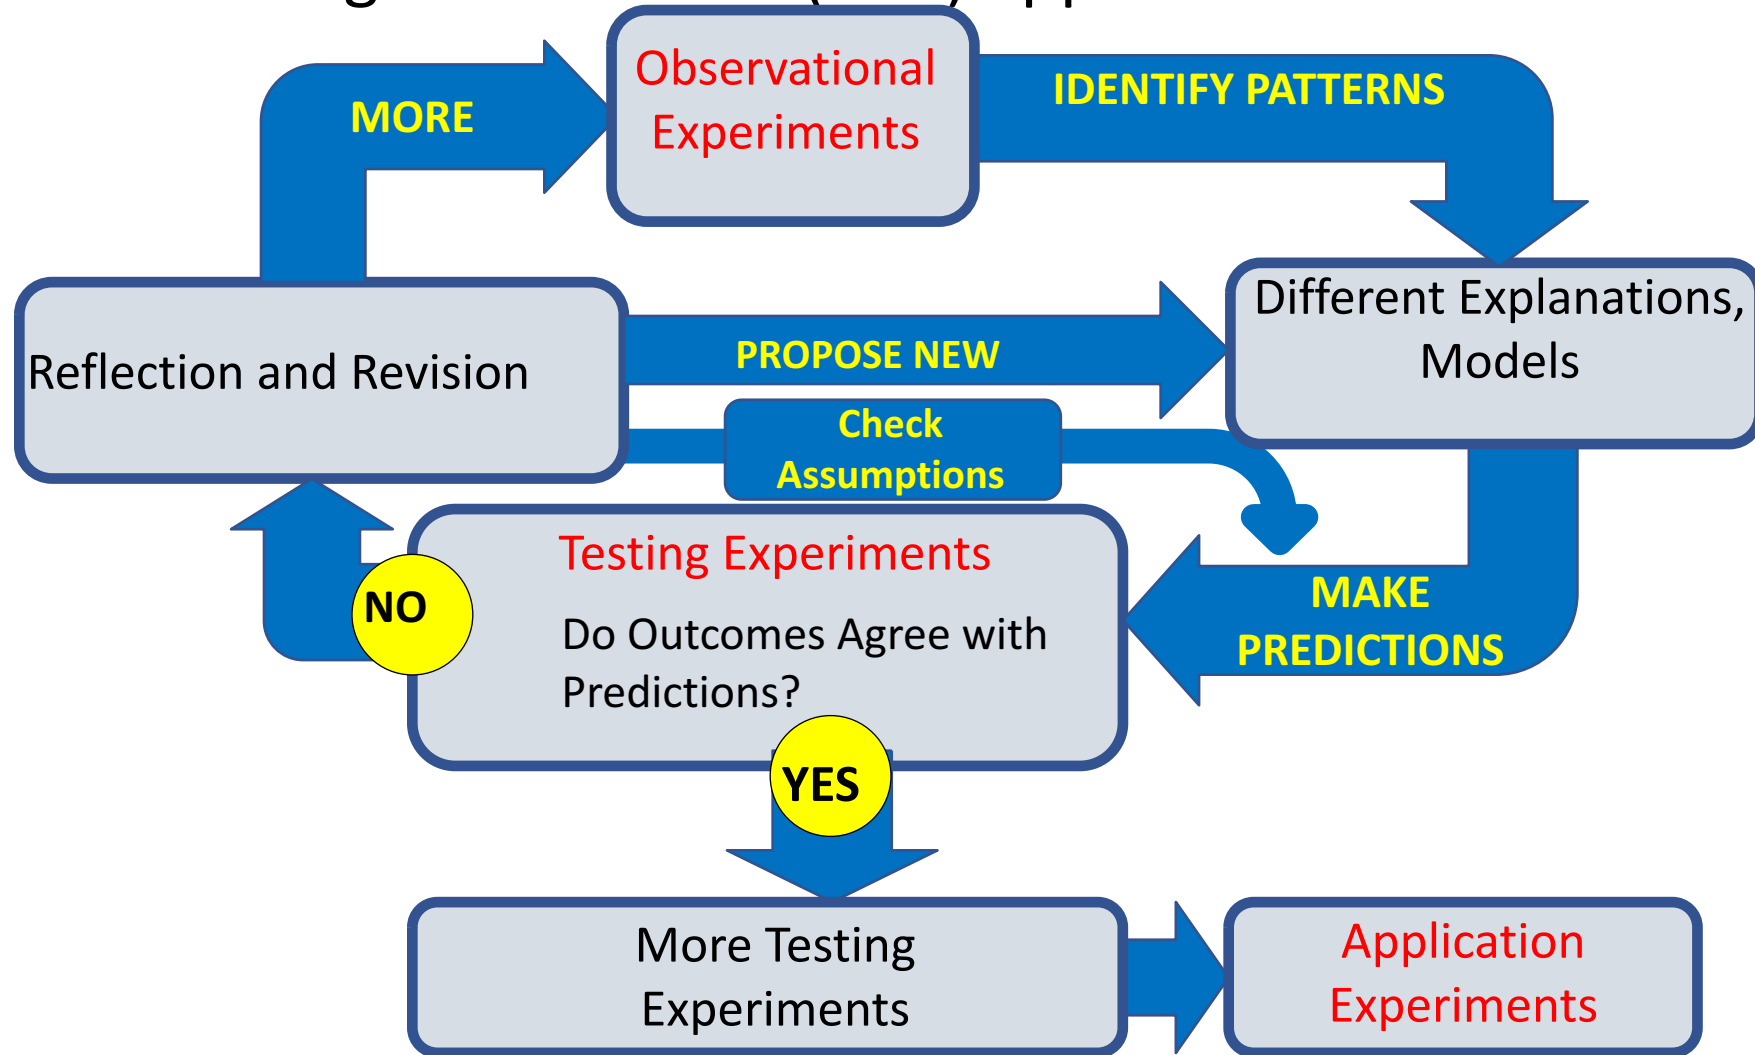 Observational
Experiments
IDENTIFY PATTERNS
MORE
Different Explanations,
Models
Reflection and Revision
PROPOSE NEW
Check
Assumptions
Testing Experiments
Do Outcomes Agree with
Predictions?
NO
MAKE
PREDICTIONS
YES
More Testing
Experiments
Application
Experiments